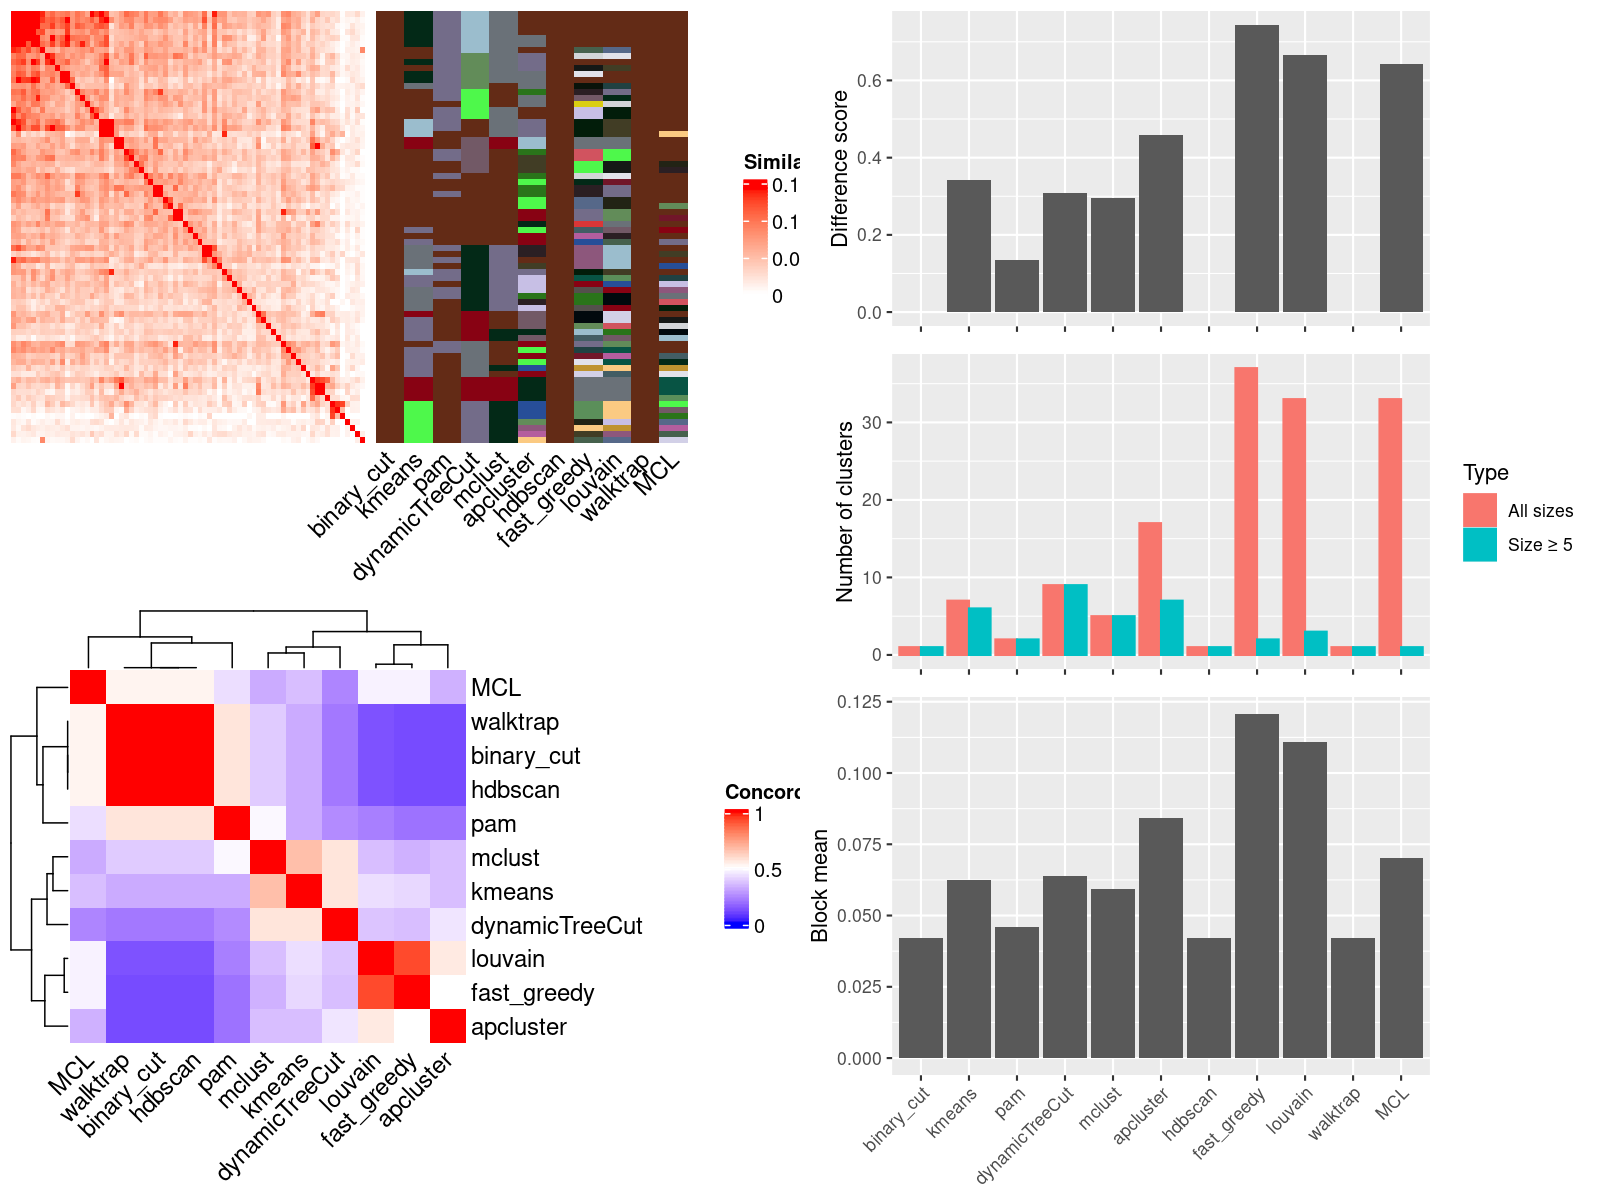 Simila
0.1
0.1
0.0
0
binary_cut
kmeans
pam
dynamicTreeCut
mclust
apcluster
hdbscan
fast_greedy
louvain
walktrap
MCL
MCL
walktrap
binary_cut
hdbscan
pam
mclust
kmeans
dynamicTreeCut
louvain
fast_greedy
apcluster
MCL
walktrap
binary_cut
hdbscan
pam
mclust
kmeans
dynamicTreeCut
louvain
fast_greedy
apcluster
Concord
1
0.5
0
Difference score
0.6
0.4
0.2
0.0
Number of clusters
30
20
10
0
Type
All sizes
Size ≥ 5
Block mean
0.125
0.100
0.075
0.050
0.025
0.000
binary_cut
kmeans
pam
dynamicTreeCut
mclust
apcluster
hdbscan
fast_greedy
louvain
walktrap
MCL